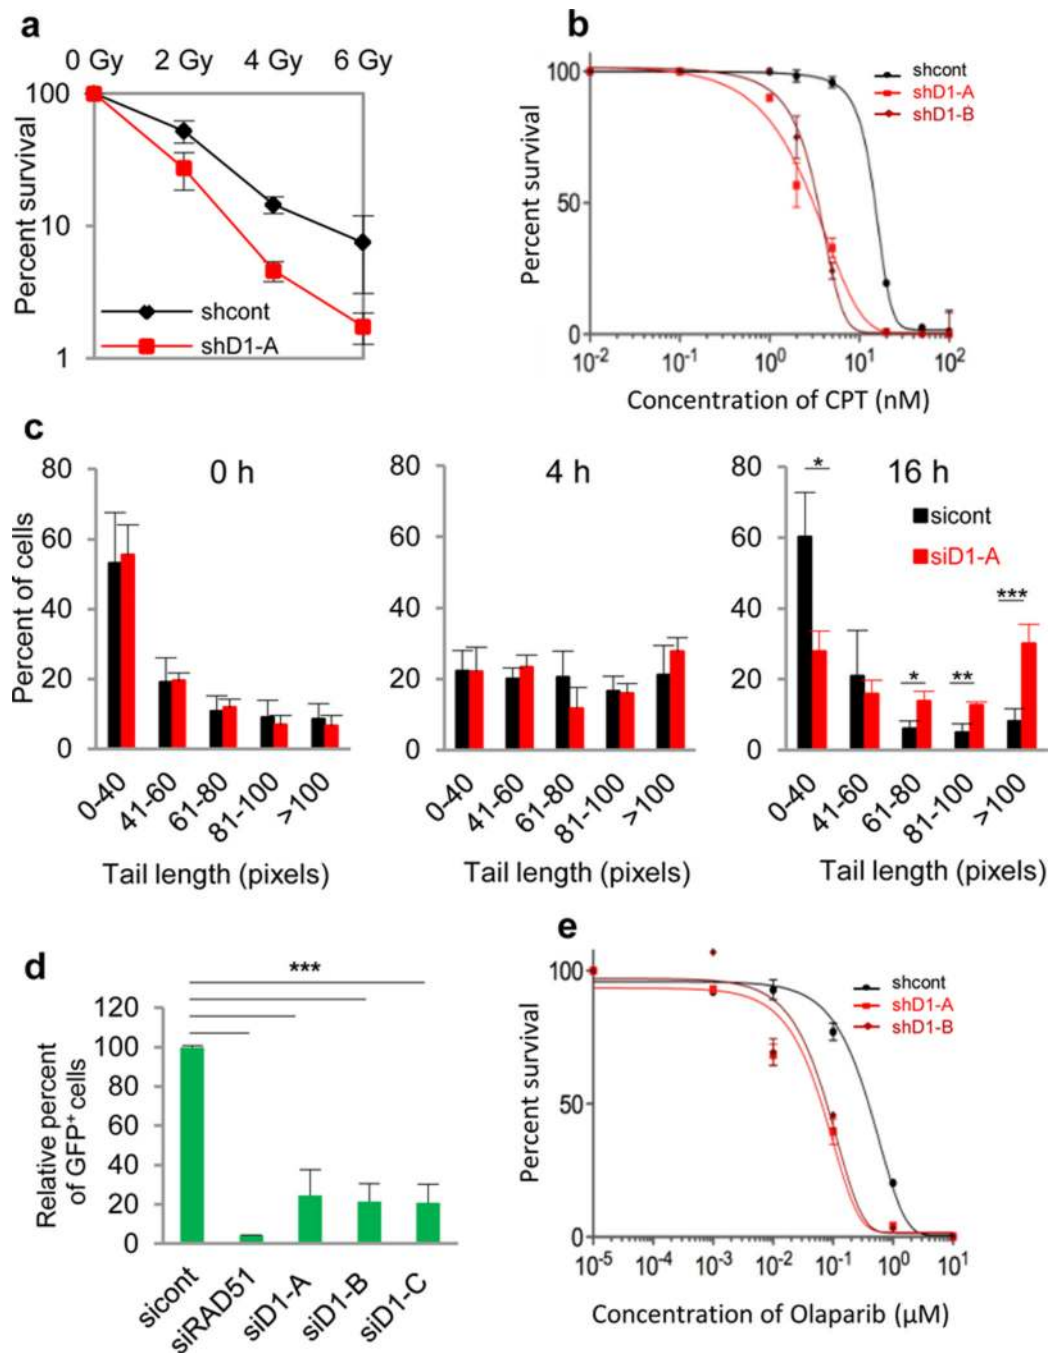 a
0 Gy 2 Gy 4 Gy 6 Gy
100
10
1
Percent survival
shcont
shD1-A
b
100
50
0
Percent survival
shcont
shD1-A
shD1-B
10-2 10-1 100 101 102
Concentration of CPT (nM)
c
Percent of cells
80
60
40
20
0
0 h
0-40 41-60 61-80 81-100 >100
Tail length (pixels)
80
60
40
20
0
4 h
0-40 41-60 61-80 81-100 >100
Tail length (pixels)
80
60
40
20
0
16 h
* * ** ***
sicont
siD1-A
0-40 41-60 61-80 81-100 >100
Tail length (pixels)
d
Relative percent
of GFP+ cells
120
100
80
60
40
20
0
***
sicont siRAD51 siD1-A siD1-B siD1-C
e
100
50
0
Percent survival
shcont
shD1-A
shD1-B
10-5 10-4 10-3 10-2 10-1 100 101
Concentration of Olaparib (µM)